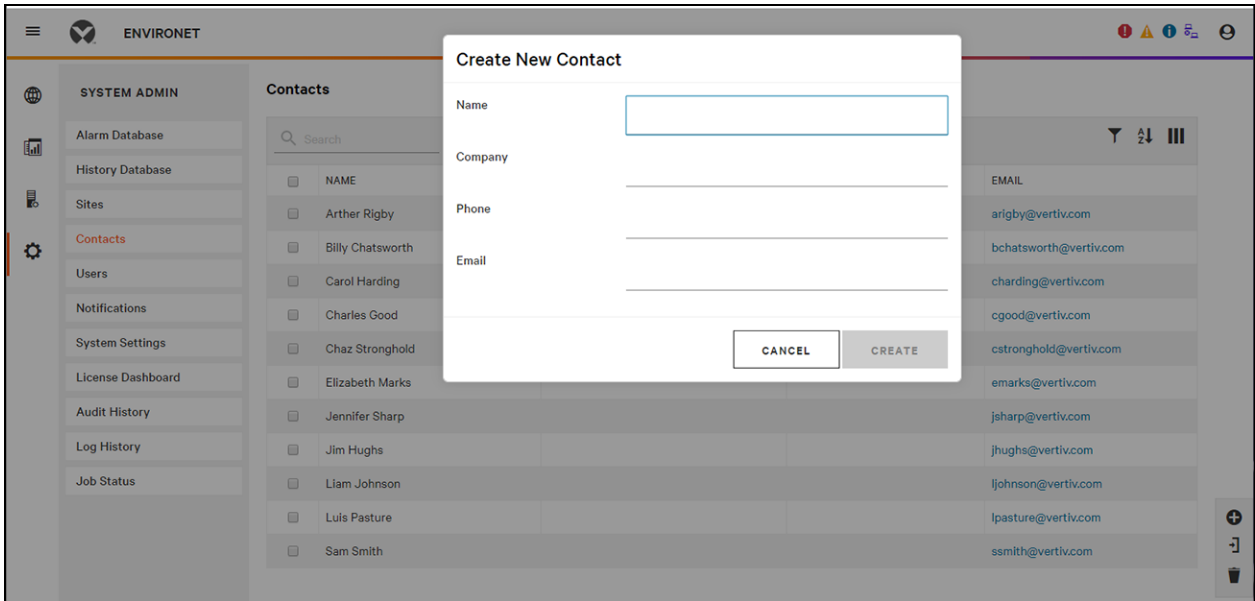 ENVIRONET
Create New Contact
Name
Company
Phone
Email
CANCEL
CREATE
SYSTEM ADMIN
Alarm Database
History Database
Sites
Contacts
Users
Notifications
System Settings
License Dashboard
Audit History
Log History
Job Status
Contacts
Search
NAME EMAIL
Arther Rigby arigby@vertiv.com
Billy Chatsworth bchatsworth@vertiv.com
Carol Harding charding@vertiv.com
Charles Good cgood@vertiv.com
Chaz Stronghold cstronghold@vertiv.com
Elizabeth Marks emarks@vertiv.com
Jennifer Sharp jsharp@vertiv.com
Jim Hughs jhughs@vertiv.com
Liam Johnson ljohnson@vertiv.com
Luis Pasture lpasture@vertiv.com
Sam Smith ssmith@vertiv.com